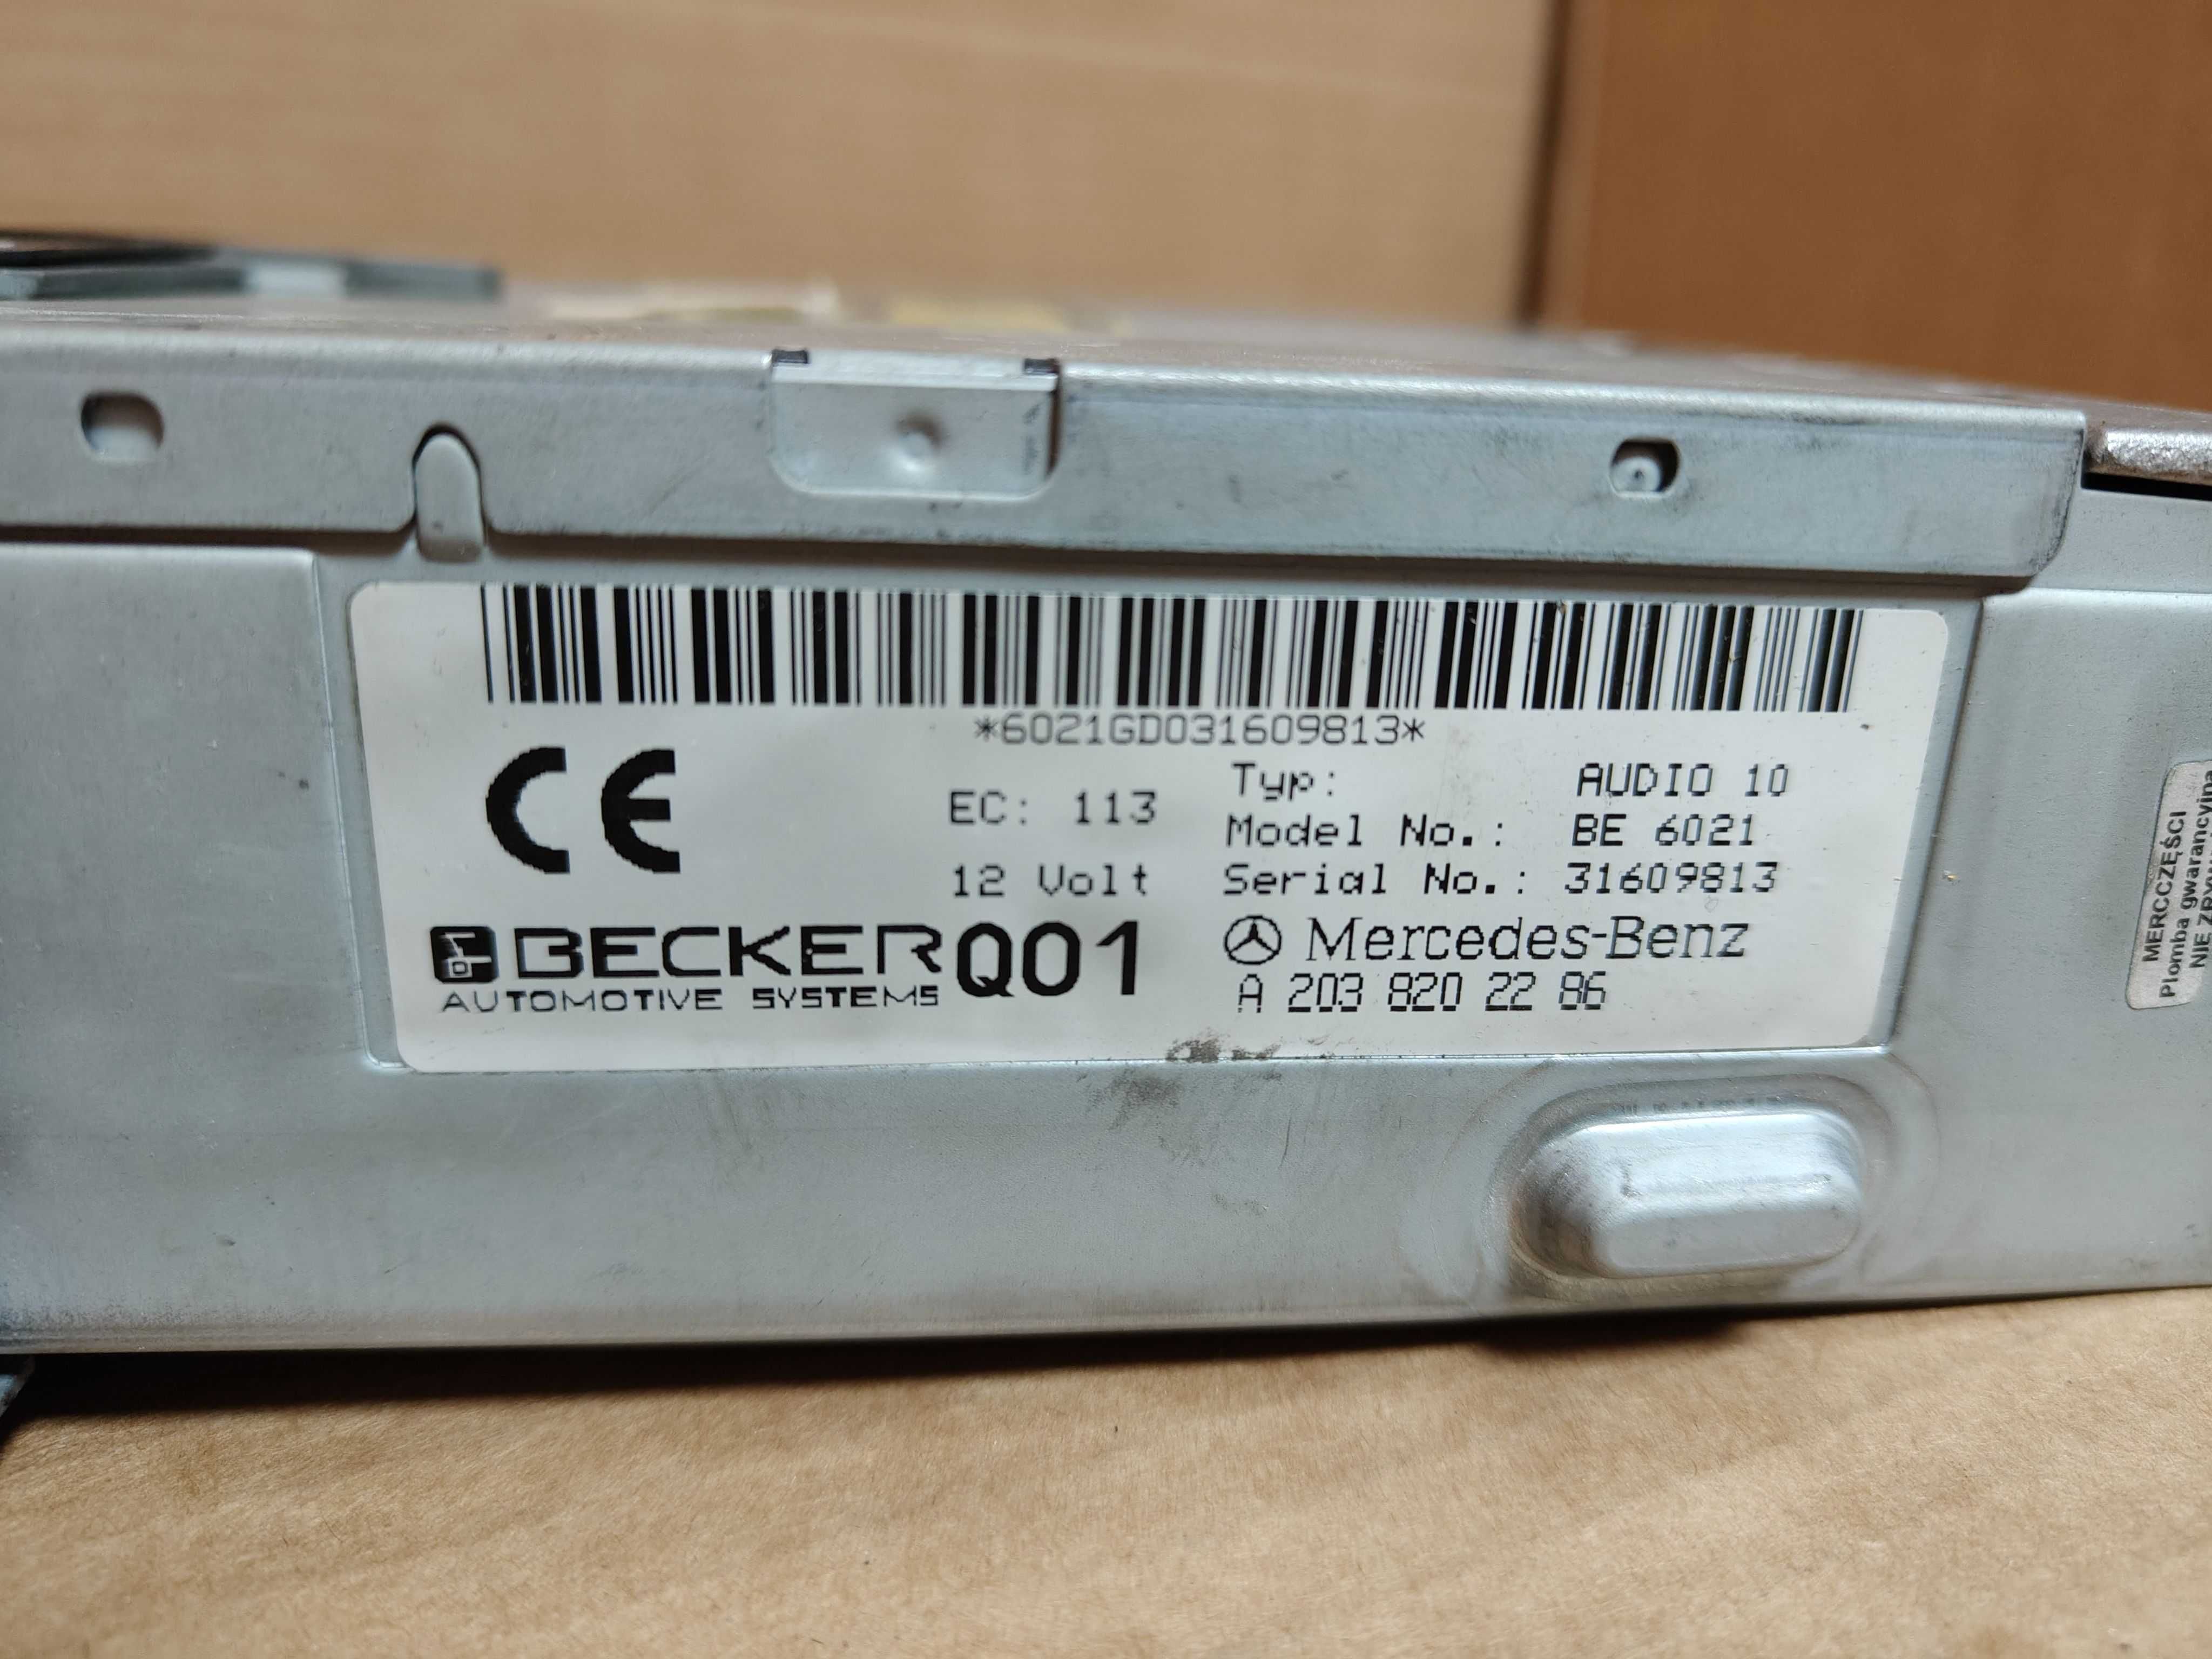 *6021GD031609813*
CE
EC: 113
12 Volt
Typ: AUDIO 10
Model No.: BE 6021
Serial No.: 31609813
BECKER Q01
AUTOMOTIVE SYSTEMS
Mercedes-Benz
A 203 820 22 86
MERCCZĘŚCI
Plomba gwarancyjna
NIE